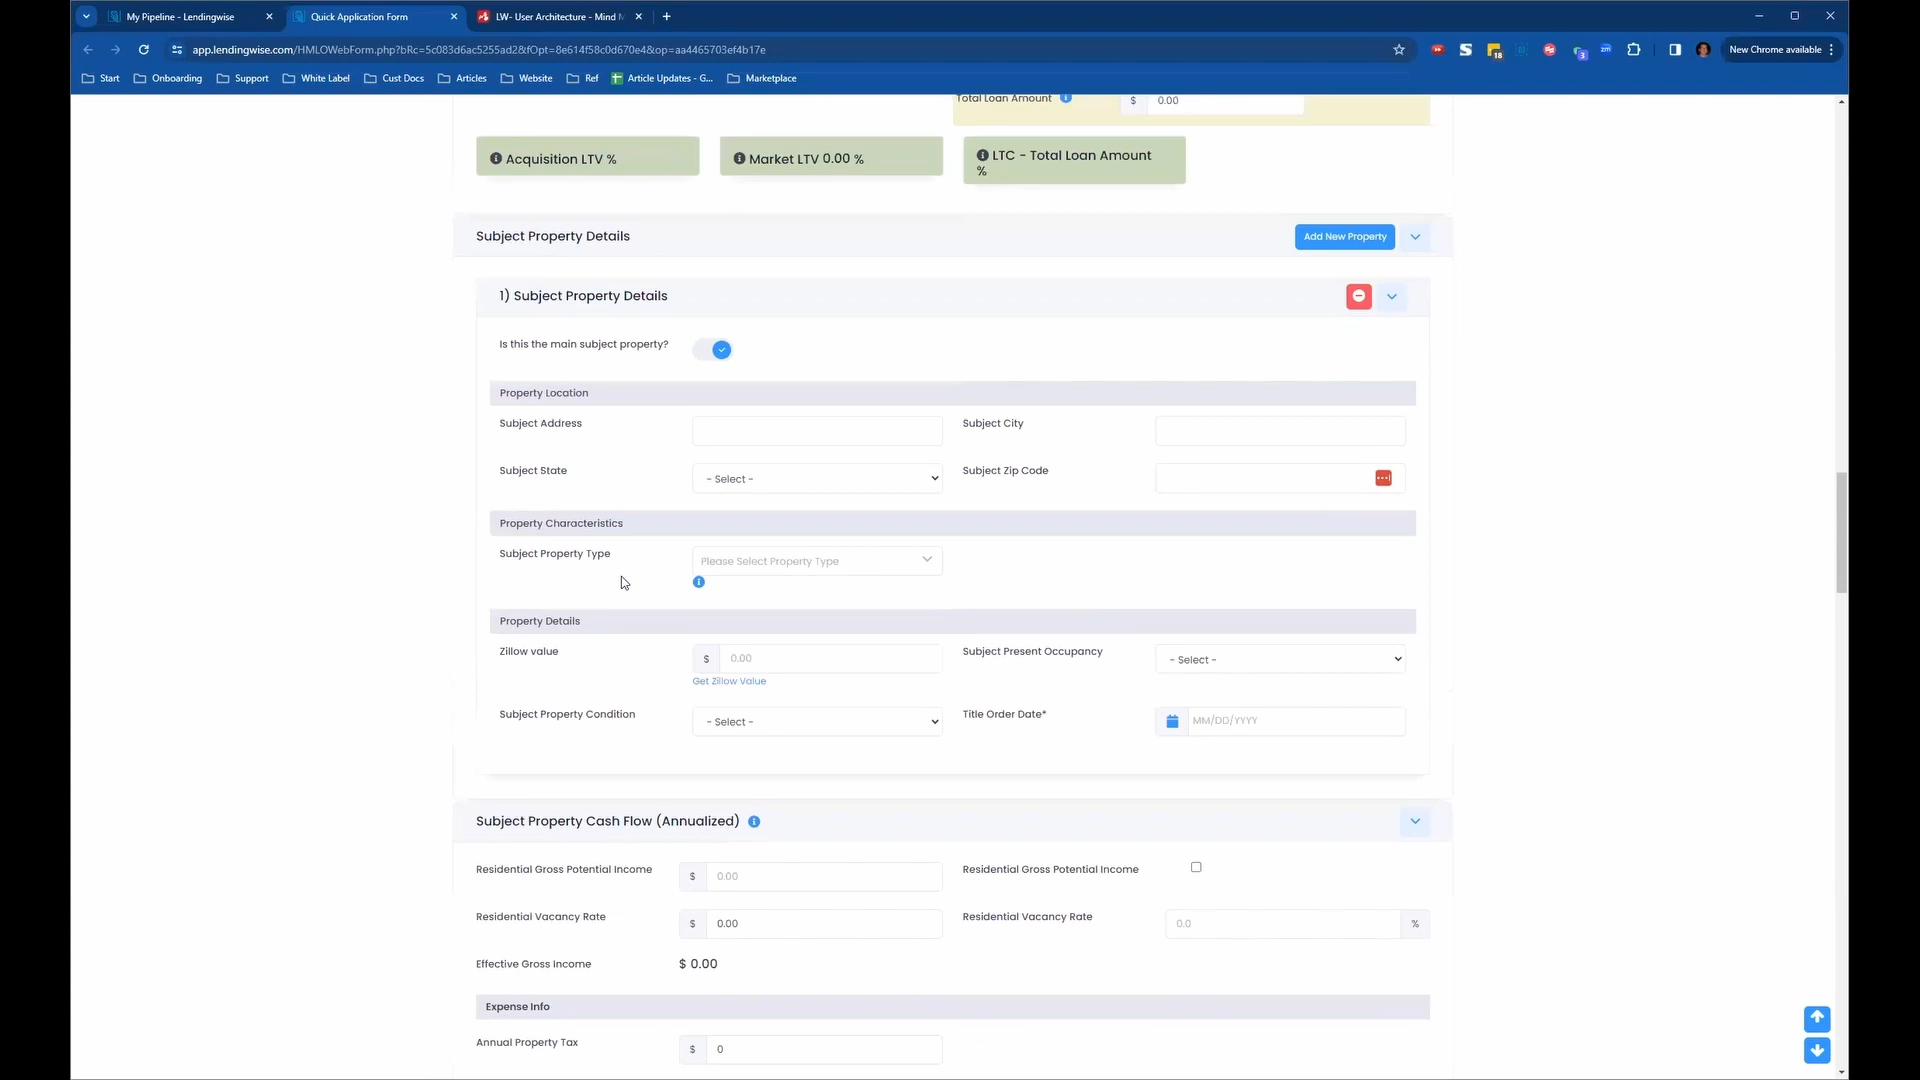 My Pipeline - Lendingwise
Quick Application Form
LW- User Architecture - Mind M
app.lendingwise.com/HMLOWebForm.php?bRc=5c083d6ac5255ad2&fOpt=8e614f58c0d670e4&op=aa4465703ef4b17e
18
3
zm
New Chrome available
Start
Onboarding
Support
White Label
Cust Docs
Articles
Website
Ref
Article Updates - G...
Marketplace
Total Loan Amount
$ 0.00
Acquisition LTV %
Market LTV 0.00 %
LTC - Total Loan Amount
%
Subject Property Details
Add New Property
1) Subject Property Details
Is this the main subject property?
Property Location
Subject Address
Subject City
Subject State
- Select -
Subject Zip Code
Property Characteristics
Subject Property Type
Please Select Property Type
Property Details
Zillow value
$ 0.00
Get Zillow Value
Subject Present Occupancy
- Select -
Subject Property Condition
- Select -
Title Order Date*
MM/DD/YYYY
Subject Property Cash Flow (Annualized)
Residential Gross Potential Income
$ 0.00
Residential Gross Potential Income
Residential Vacancy Rate
$ 0.00
Residential Vacancy Rate
0.0 %
Effective Gross Income
$ 0.00
Expense Info
Annual Property Tax
$ 0